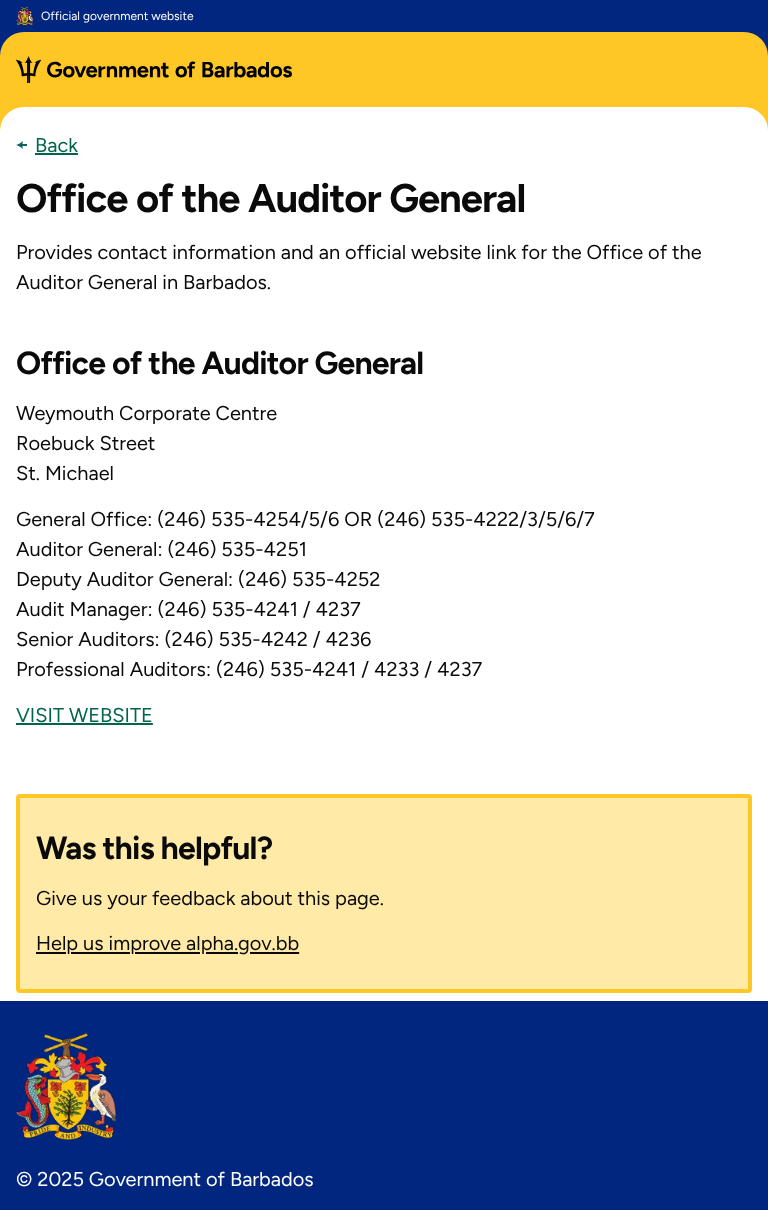 Official government website
Government of Barbados
Back
Office of the Auditor General
Provides contact information and an official website link for the Office of the
Auditor General in Barbados.
Office of the Auditor General
Weymouth Corporate Centre
Roebuck Street
St. Michael
General Office: (246) 535-4254/5/6 OR (246) 535-4222/3/5/6/7
Auditor General: (246) 535-4251
Deputy Auditor General: (246) 535-4252
Audit Manager: (246) 535-4241 / 4237
Senior Auditors: (246) 535-4242 / 4236
Professional Auditors: (246) 535-4241 / 4233 / 4237
VISIT WEBSITE
Was this helpful?
Give us your feedback about this page.
Help us improve alpha.gov.bb
PRIDE AND INDUSTRY
© 2025 Government of Barbados